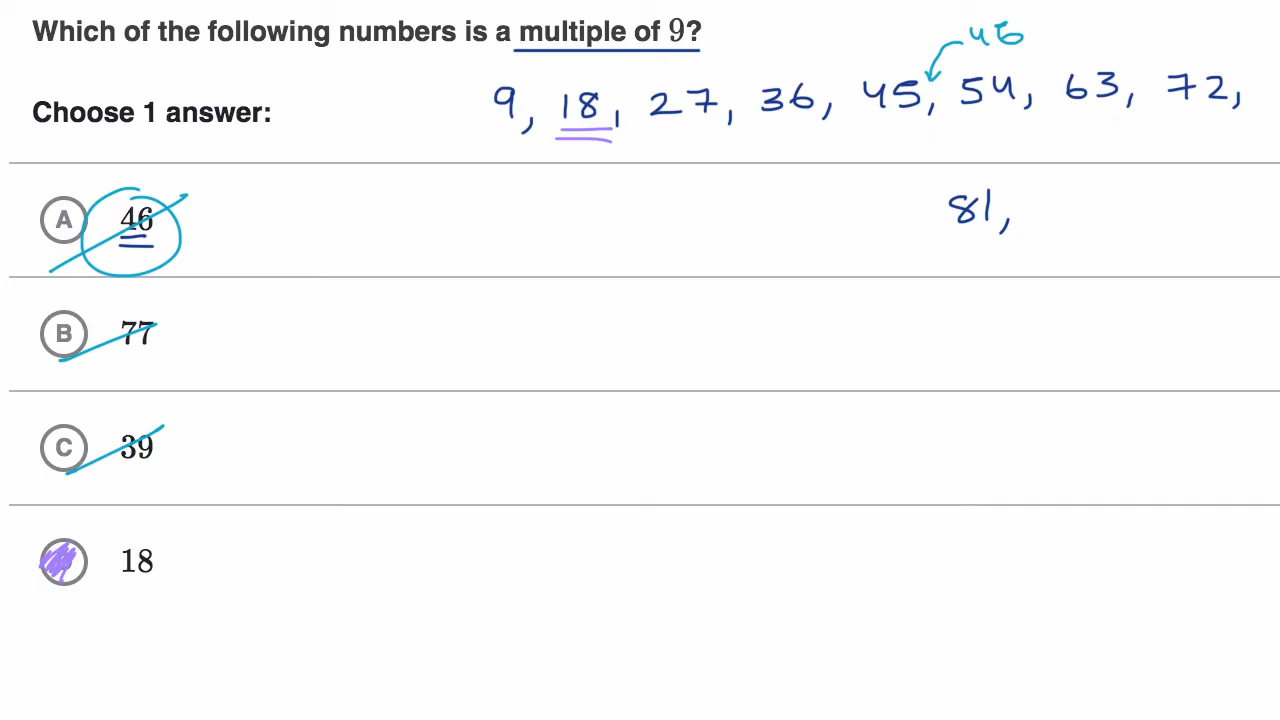 Which of the following numbers is a multiple of 9?
46
Choose 1 answer:
9, 18, 27, 36, 45, 54, 63, 72,
81,
A 46
B 77
C 39
18